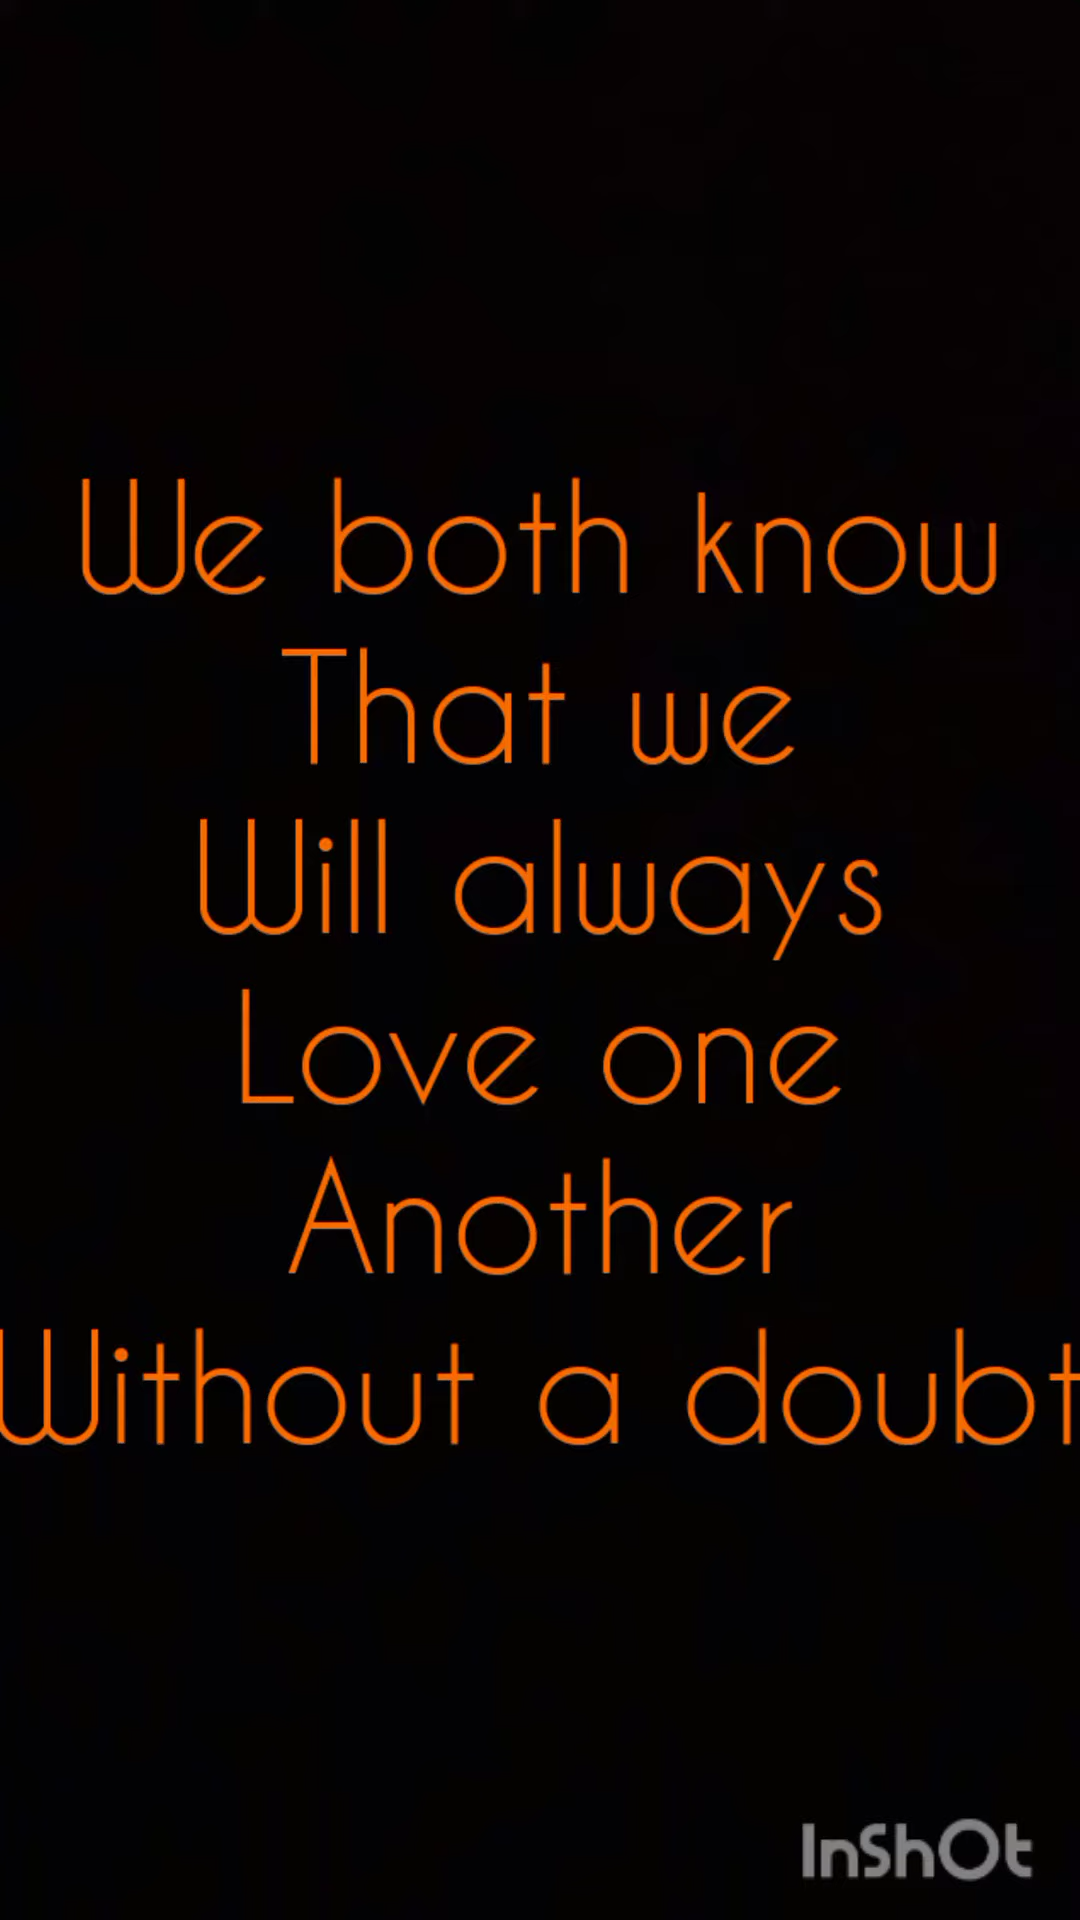 We both know
That we
Will always
Love one
Another
Without a doubt
InShOt